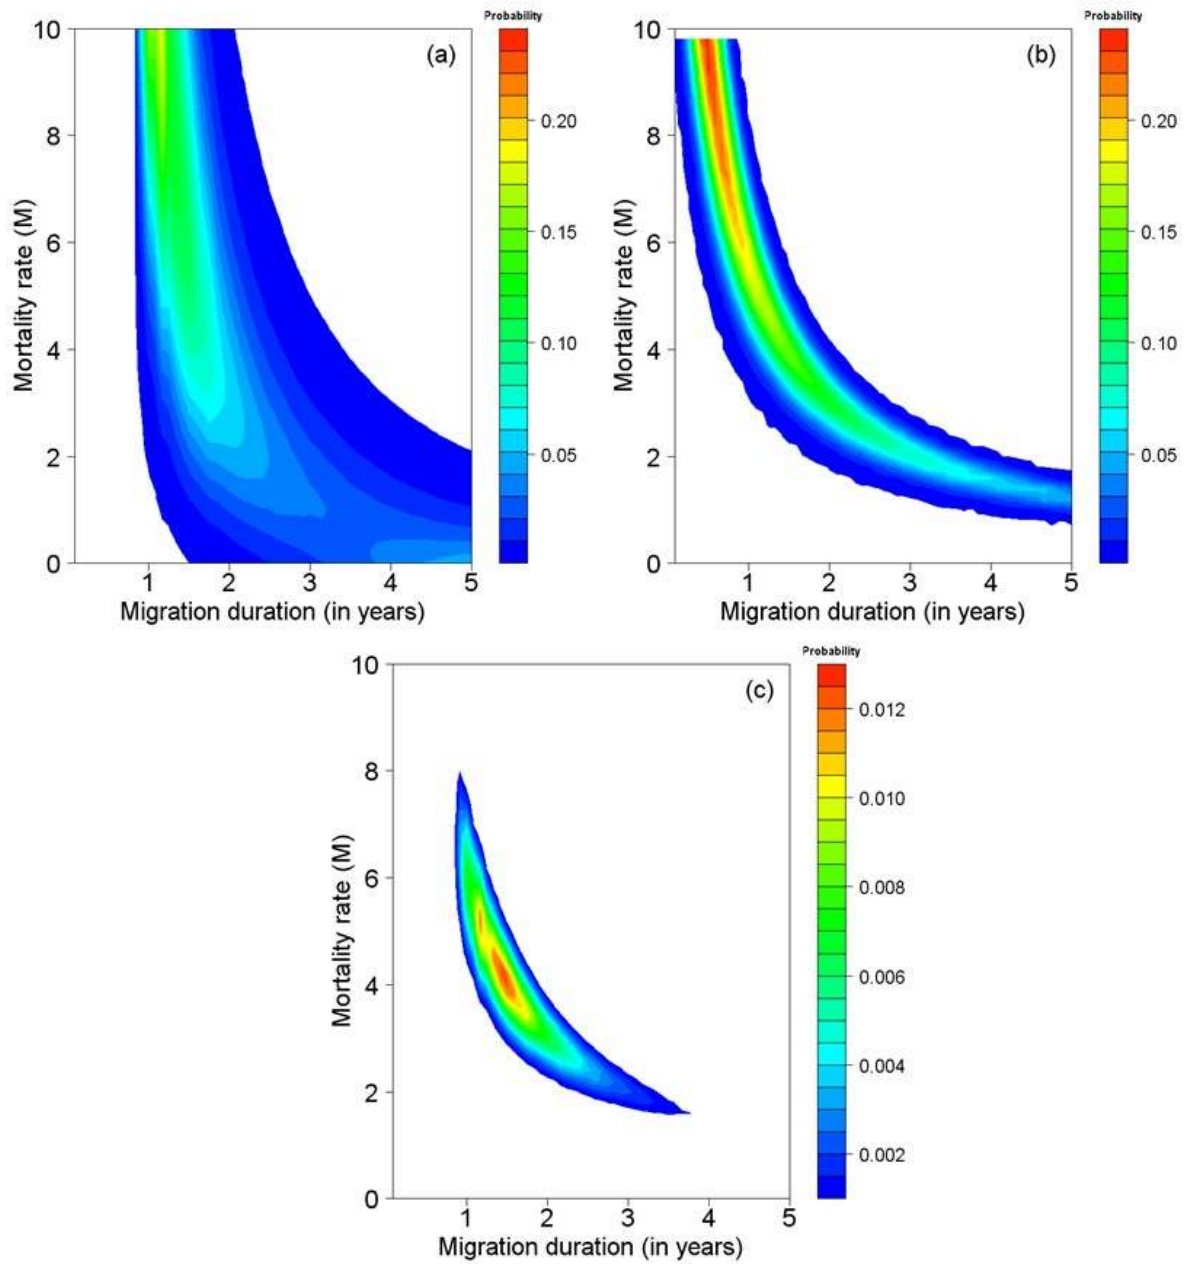 Probability
10
8
6
4
2
0
(a)
0.20
0.15
0.10
0.05
Mortality rate (M)
1 2 3 4 5
Migration duration (in years)
Probability
10
8
6
4
2
0
(b)
0.20
0.15
0.10
0.05
Mortality rate (M)
1 2 3 4 5
Migration duration (in years)
Probability
10
8
6
4
2
0
(c)
0.012
0.010
0.008
0.006
0.004
0.002
Mortality rate (M)
1 2 3 4 5
Migration duration (in years)